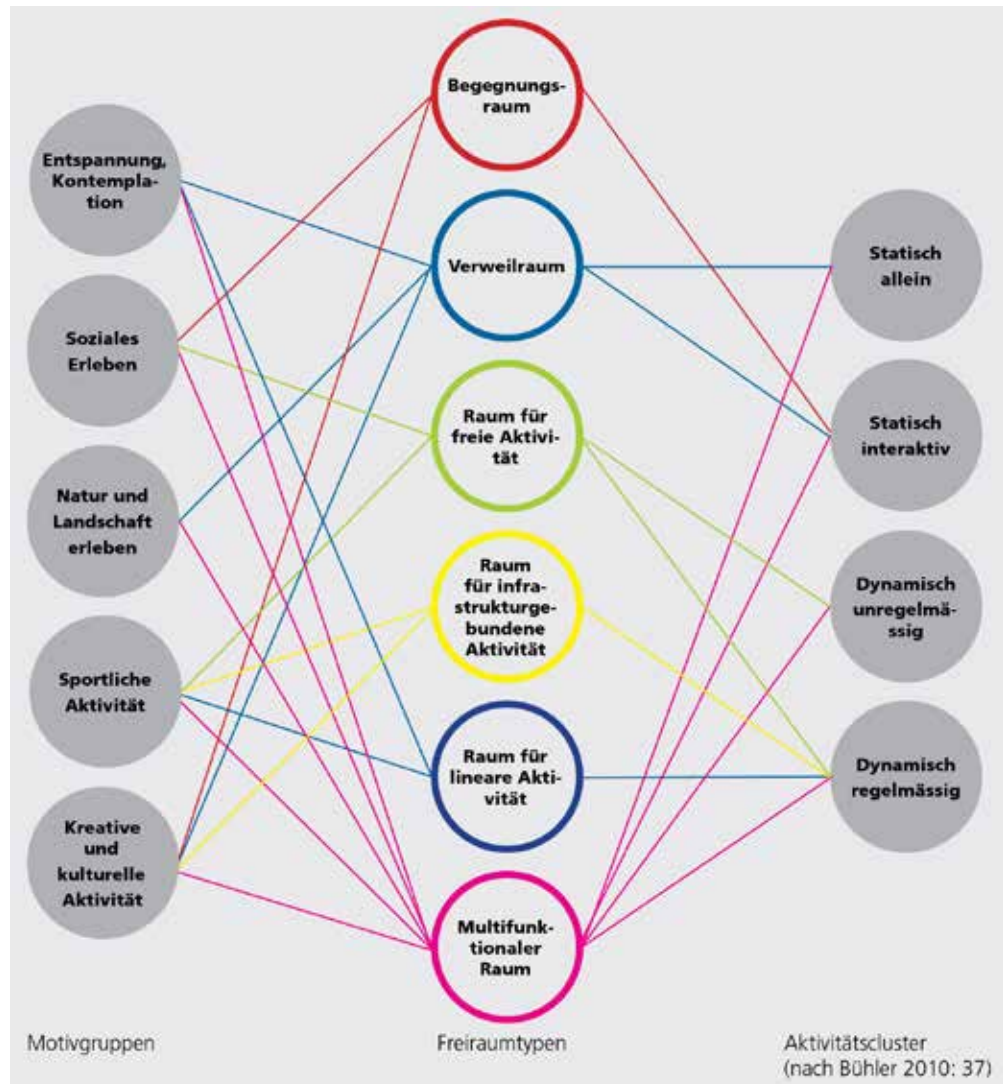 Entspannung,
Kontempla-
tion
Soziales
Erleben
Natur und
Landschaft
erleben
Sportliche
Aktivität
Kreative
und
kulturelle
Aktivität
Motivgruppen
Begegnungs-
raum
Verweilraum
Raum für
freie Aktivi-
tät
Raum
für infra-
strukturge-
bundene
Aktivität
Raum für
lineare Akti-
vität
Multifunk-
tionaler
Raum
Freiraumtypen
Statisch
allein
Statisch
interaktiv
Dynamisch
unregelmä-
ssig
Dynamisch
regelmässig
Aktivitätscluster
(nach Bühler 2010: 37)